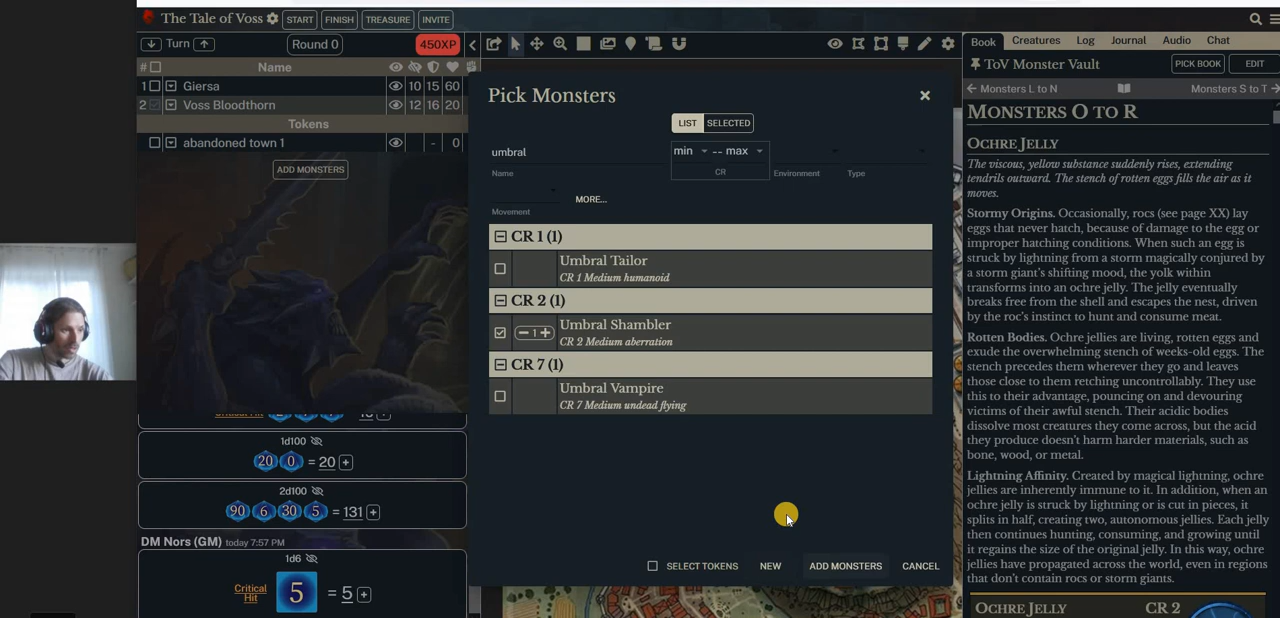 The Tale of Voss
START
FINISH
TREASURE
INVITE
Turn
Round 0
450XP
# Name
1 Giersa 10 15 60
2 Voss Bloodthorn 12 16 20
Tokens
abandoned town 1 - 0
ADD MONSTERS
1d100
20 0 = 20 +
2d100
90 6 30 5 = 131 +
DM Nors (GM) today 7:57 PM
1d6
Critical
Hit
5 = 5 +
Pick Monsters
LIST SELECTED
umbral
Name
min -- max
CR
Environment
Type
Movement
MORE...
CR 1 (1)
Umbral Tailor
CR 1 Medium humanoid
CR 2 (1)
1
Umbral Shambler
CR 2 Medium aberration
CR 7 (1)
Umbral Vampire
CR 7 Medium undead flying
SELECT TOKENS
NEW
ADD MONSTERS
CANCEL
Book Creatures Log Journal Audio Chat
ToV Monster Vault
PICK BOOK
EDIT
Monsters L to N
Monsters S to T
Monsters O to R
Ochre Jelly
The viscous, yellow substance suddenly rises, extending
tendrils outward. The stench of rotten eggs fills the air as it
moves.
Stormy Origins. Occasionally, rocs (see page XX) lay
eggs that never hatch, because of damage to the egg or
improper hatching conditions. When such an egg is
struck by lightning from a storm magically conjured by
a storm giant's shifting mood, the yolk within
transforms into an ochre jelly. The jelly eventually
breaks free from the shell and escapes the nest, driven
by the roc's instinct to hunt and consume meat.
Rotten Bodies. Ochre jellies are living, rotten eggs and
exude the overwhelming stench of weeks-old eggs. The
stench precedes them wherever they go and leaves
those close to them retching uncontrollably. They use
this to their advantage, pouncing on and devouring
victims of their awful stench. Their acidic bodies
dissolve most creatures they come across, but the acid
they produce doesn't harm harder materials, such as
bone, wood, or metal.
Lightning Affinity. Created by magical lightning, ochre
jellies are inherently immune to it. In addition, when an
ochre jelly is struck by lightning or is cut in pieces, it
splits in half, creating two, autonomous jellies. Each jelly
then continues hunting, consuming, and growing until
it regains the size of the original jelly. In this way, ochre
jellies have propagated across the world, even in regions
that don't contain rocs or storm giants.
Ochre Jelly CR 2